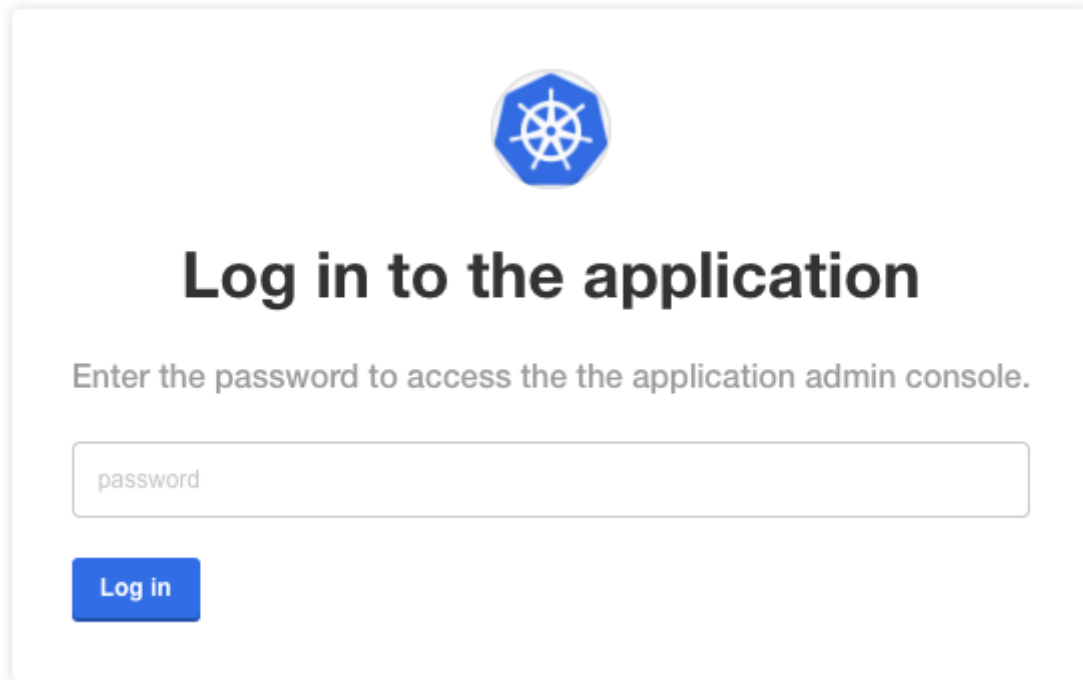 Log in to the application
Enter the password to access the the application admin console.
password
Log in